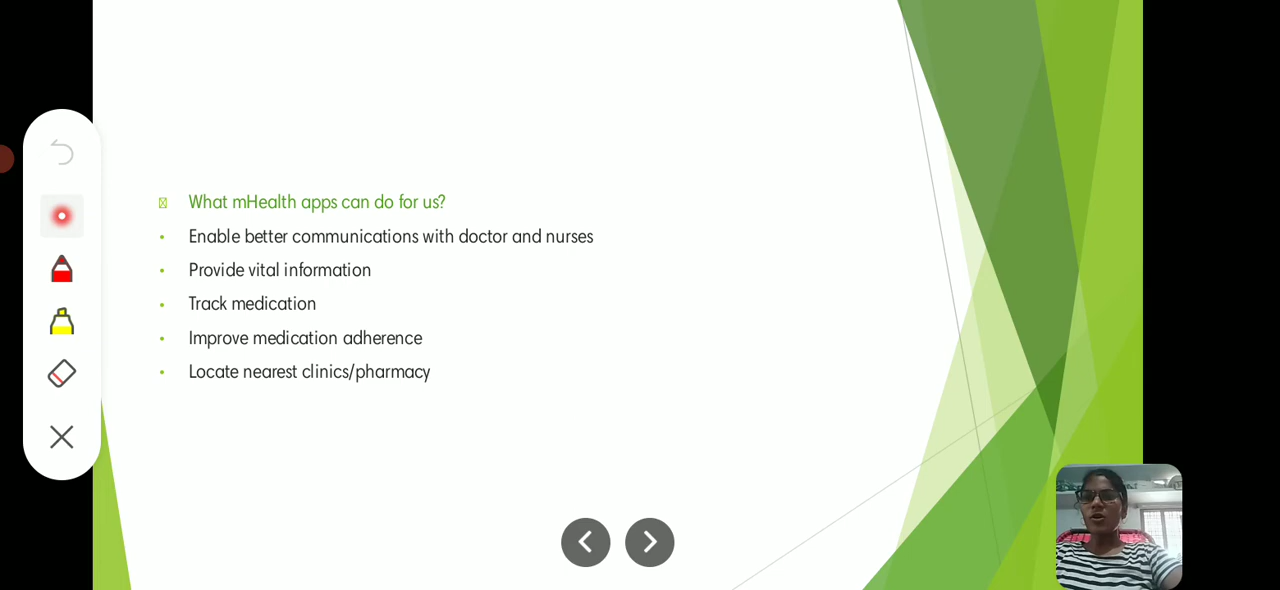 What mHealth apps can do for us?
• Enable better communications with doctor and nurses
• Provide vital information
• Track medication
• Improve medication adherence
• Locate nearest clinics/pharmacy